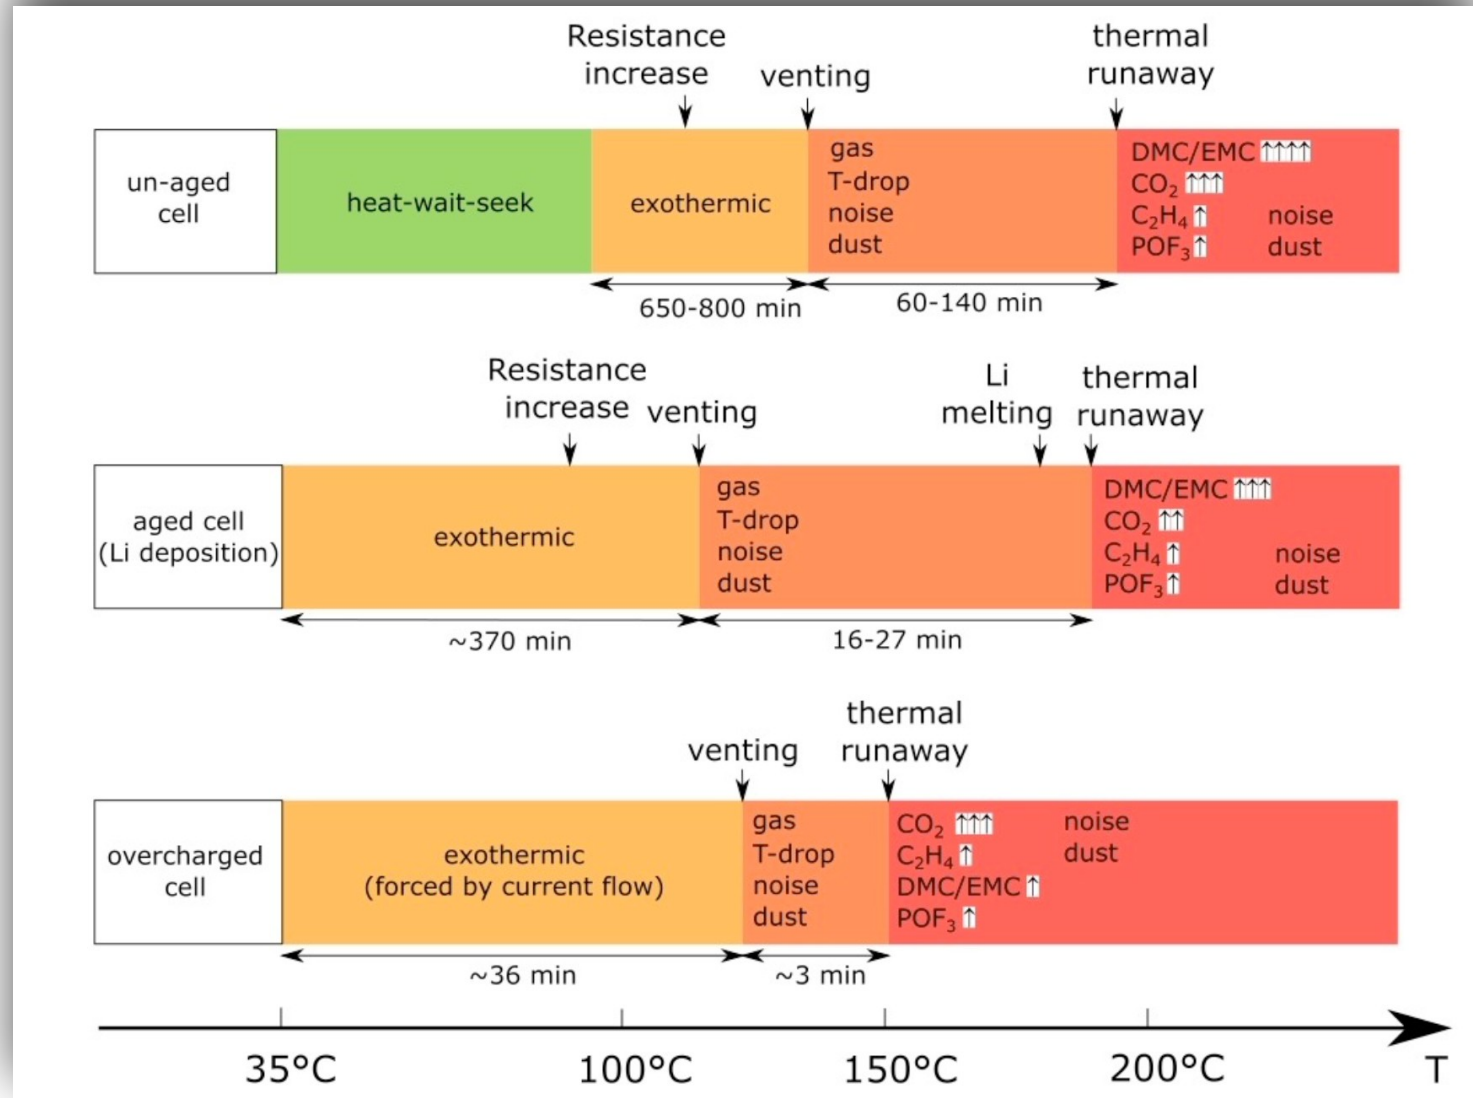 Resistance
increase
venting
thermal
runaway
un-aged
cell
heat-wait-seek
exothermic
gas
T-drop
noise
dust
DMC/EMC ↑↑↑↑
CO₂ ↑↑↑
C₂H₄ ↑ noise
POF₃ ↑ dust
650-800 min
60-140 min
Resistance
increase
venting
Li
melting
thermal
runaway
aged cell
(Li deposition)
exothermic
gas
T-drop
noise
dust
DMC/EMC ↑↑↑
CO₂ ↑↑
C₂H₄ ↑ noise
POF₃ ↑ dust
~370 min
16-27 min
venting
thermal
runaway
overcharged
cell
exothermic
(forced by current flow)
gas
T-drop
noise
dust
CO₂ ↑↑↑ noise
C₂H₄ ↑ dust
DMC/EMC ↑
POF₃ ↑
~36 min
~3 min
35°C 100°C 150°C 200°C T